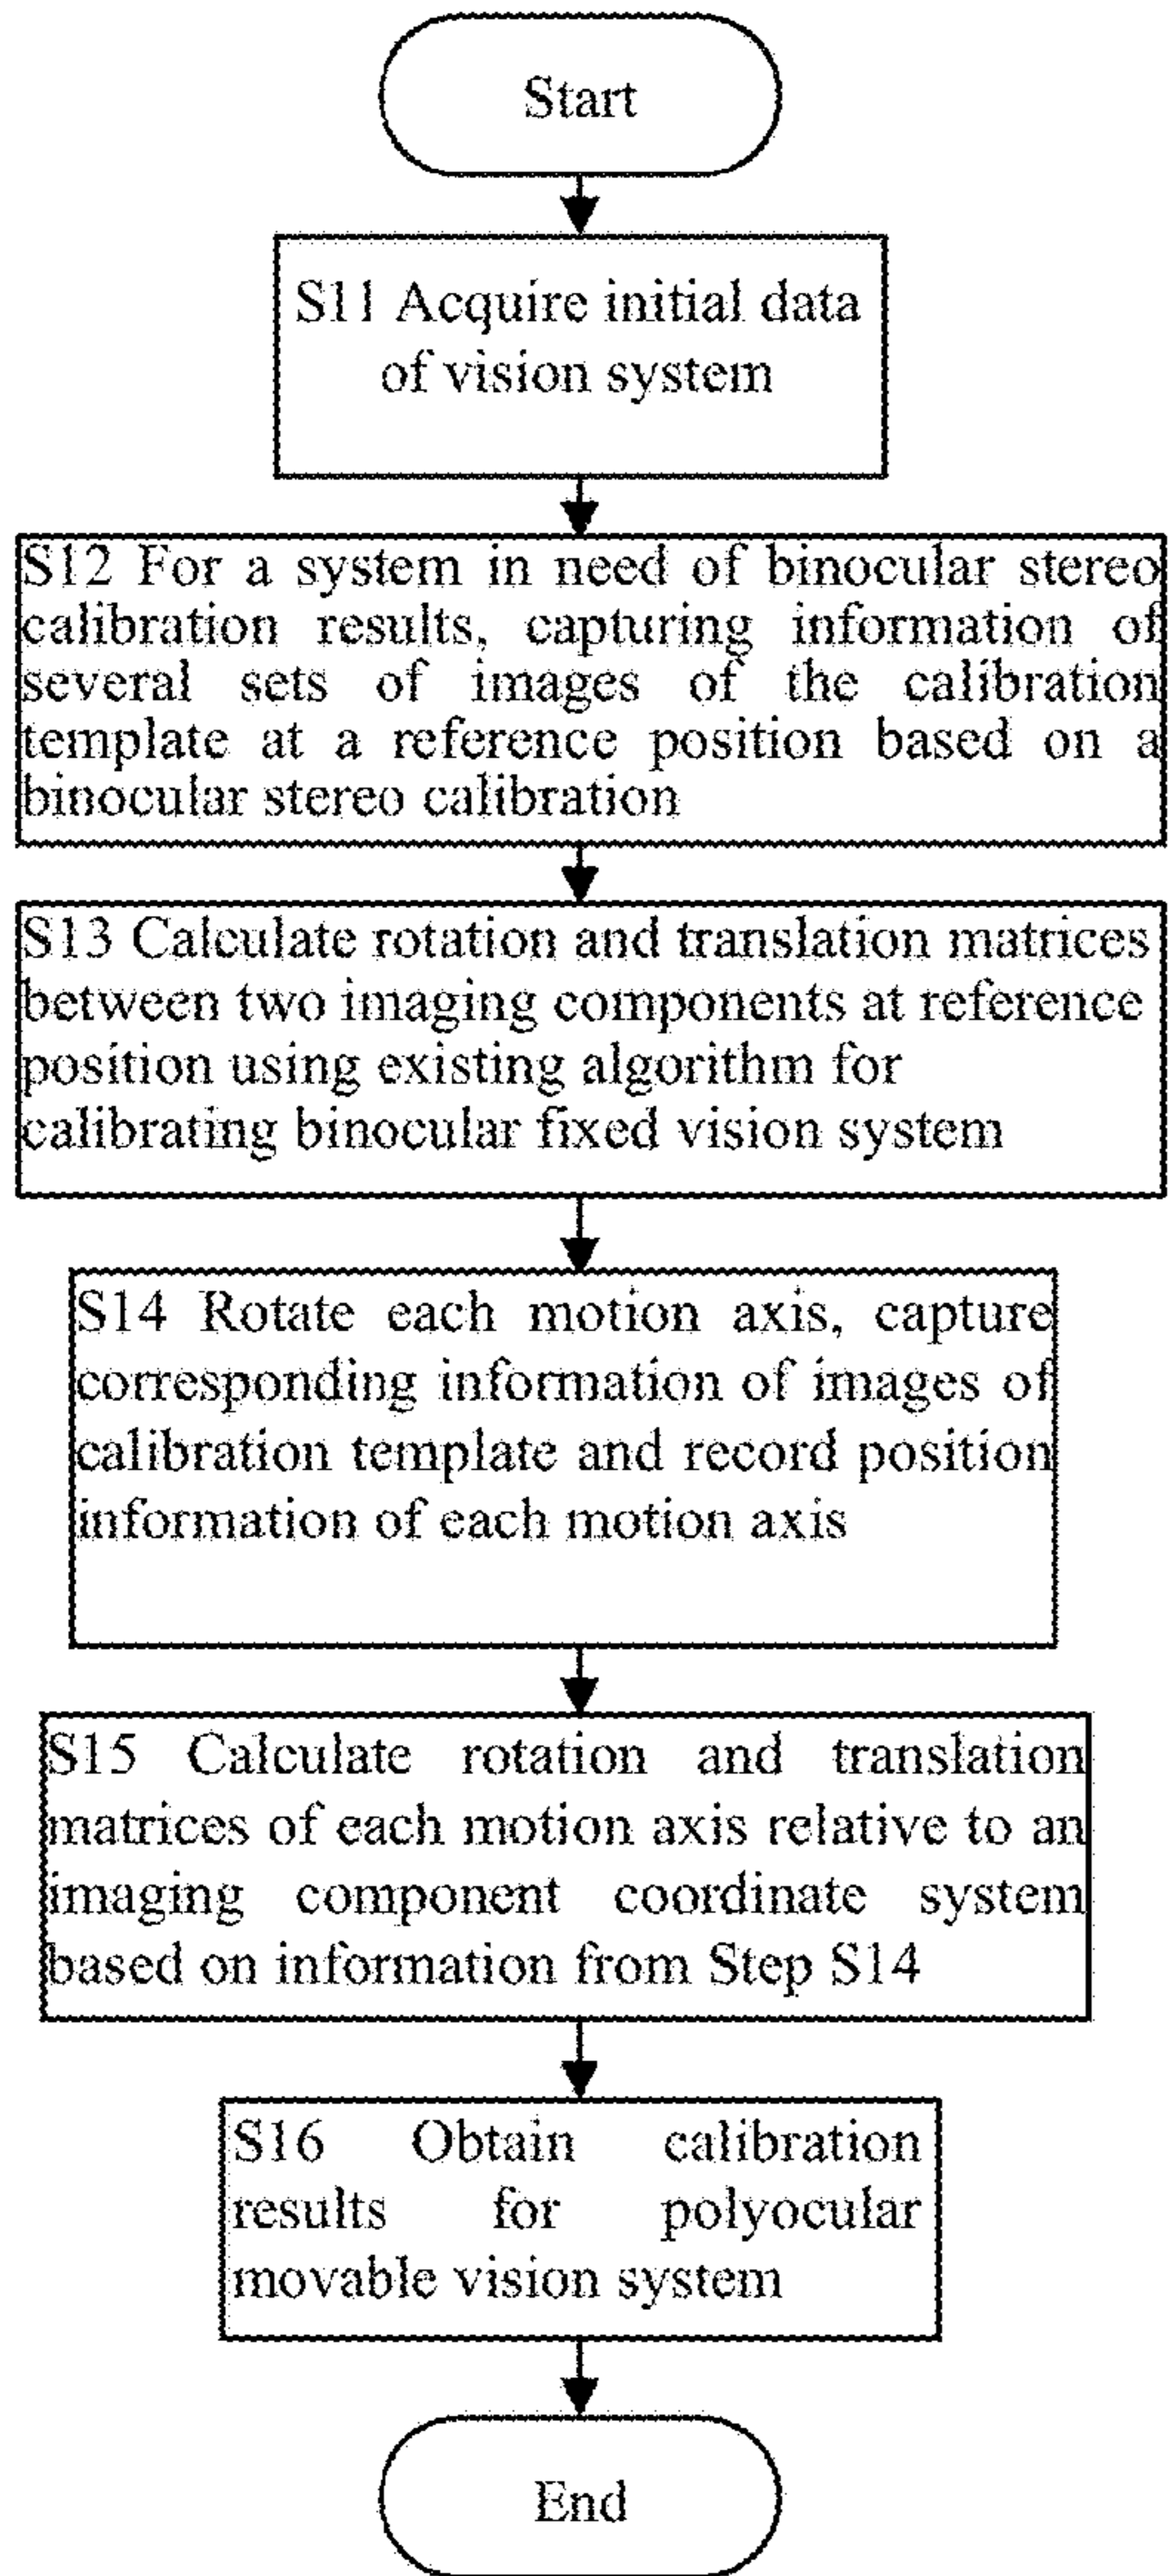 Start
S11 Acquire initial data
of vision system
S12 For a system in need of binocular stereo
calibration results, capturing information of
several sets of images of the calibration
template at a reference position based on a
binocular stereo calibration
S13 Calculate rotation and translation matrices
between two imaging components at reference
position using existing algorithm for
calibrating binocular fixed vision system
S14 Rotate each motion axis, capture
corresponding information of images of
calibration template and record position
information of each motion axis
S15 Calculate rotation and translation
matrices of each motion axis relative to an
imaging component coordinate system
based on information from Step S14
S16 Obtain calibration
results for polyocular
movable vision system
End